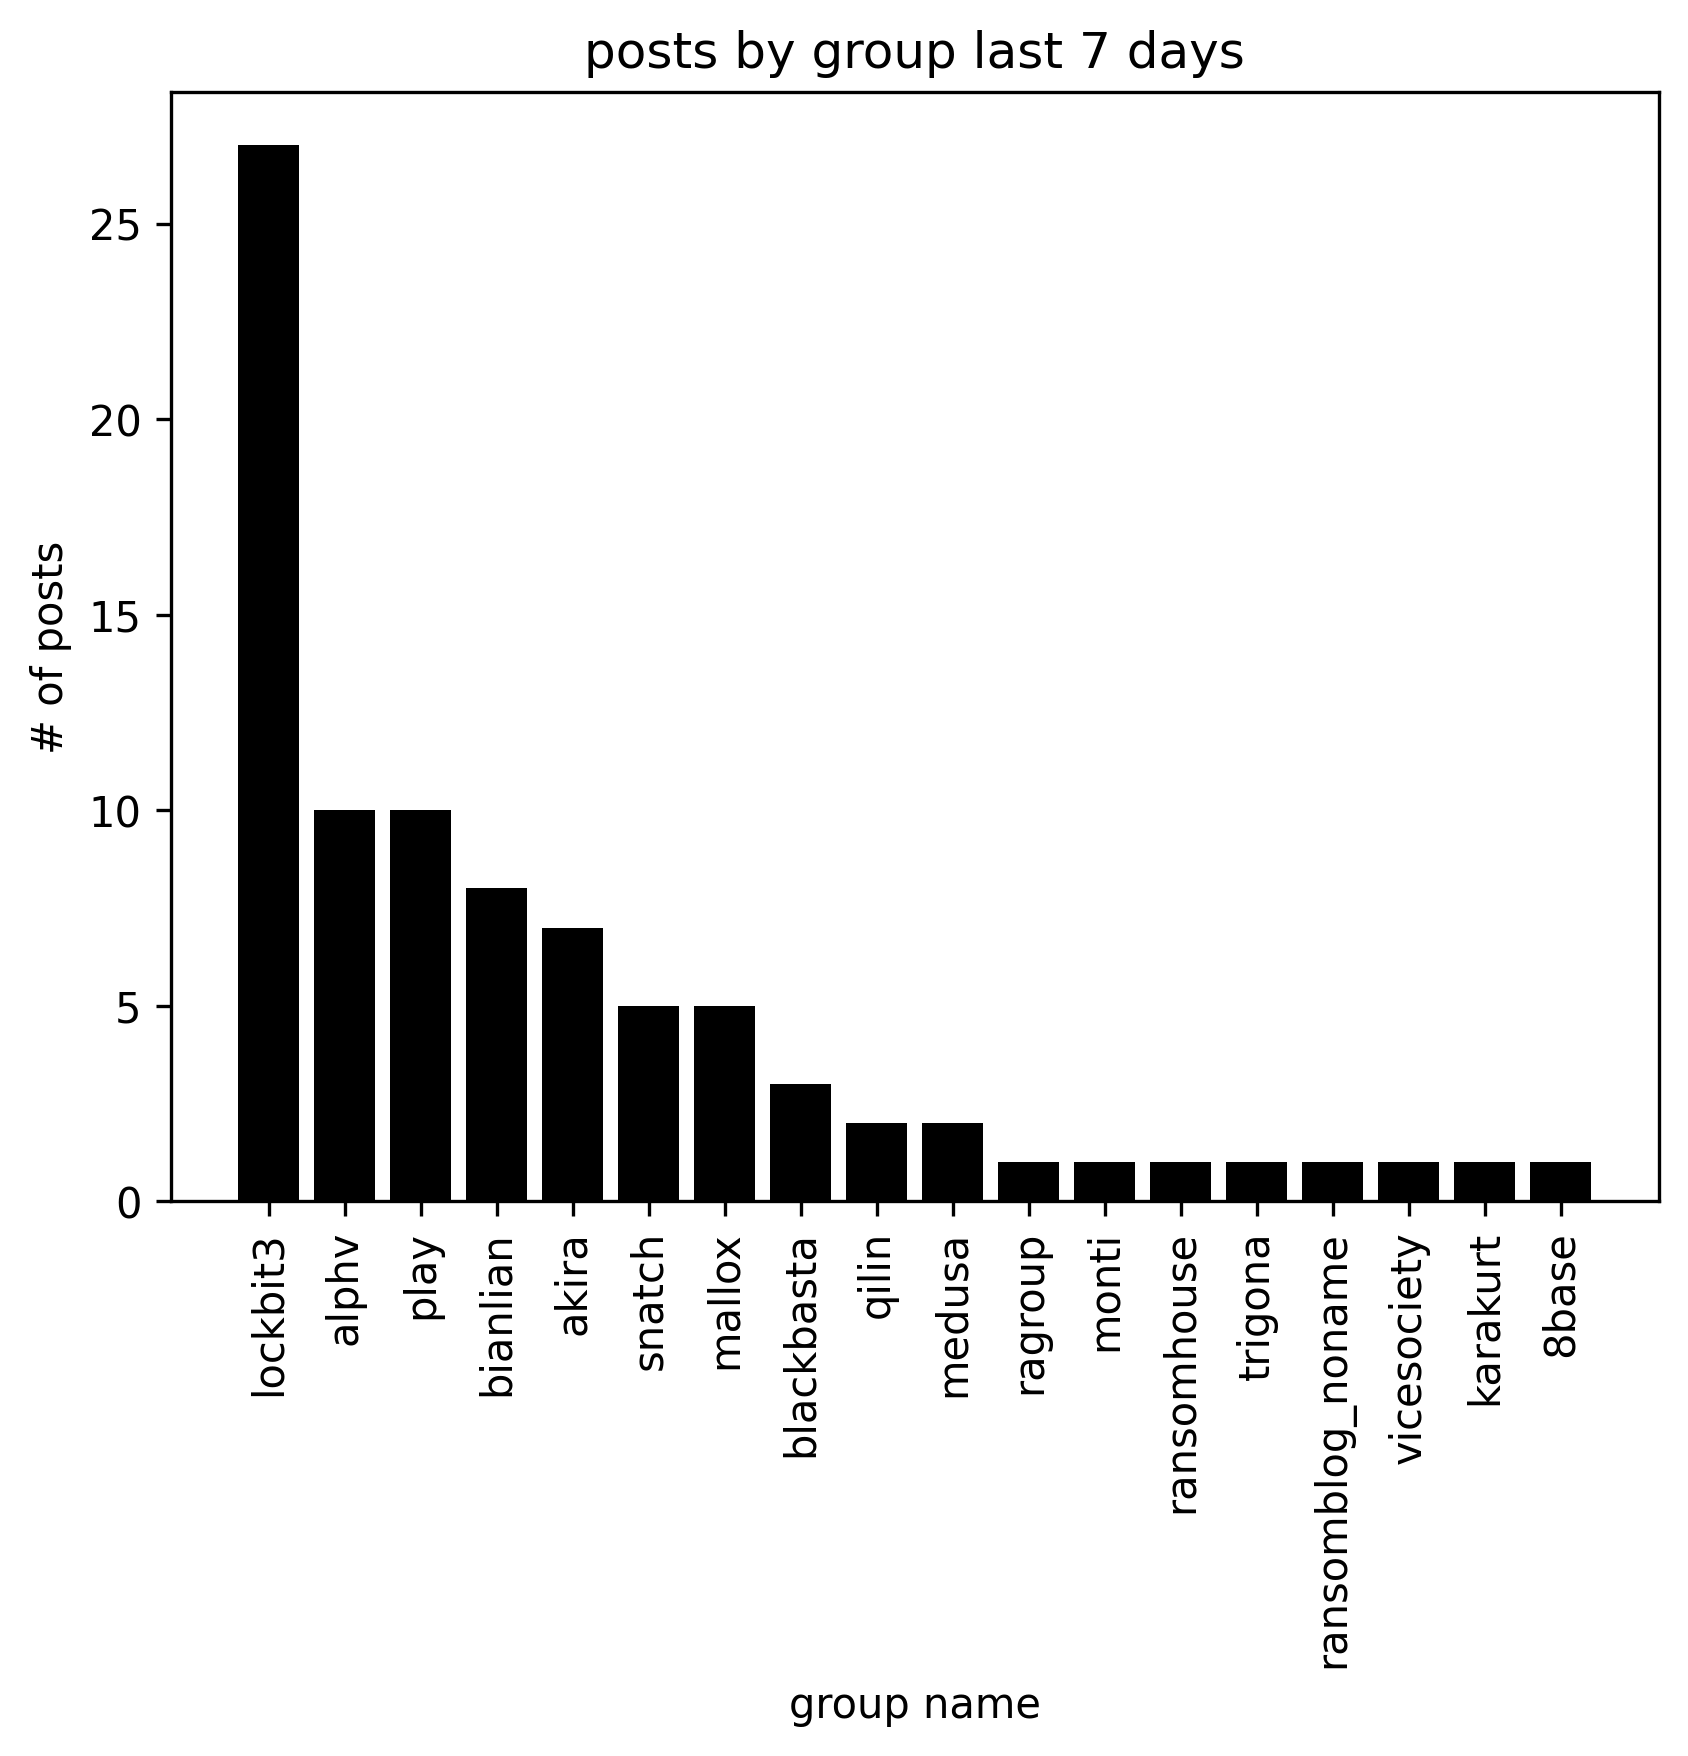 posts by group last 7 days
# of posts
25
20
15
10
5
0
lockbit3
alphv
play
bianlian
akira
snatch
mallox
blackbasta
qilin
medusa
ragroup
monti
ransomhouse
trigona
ransomblog_noname
vicesociety
karakurt
8base
group name